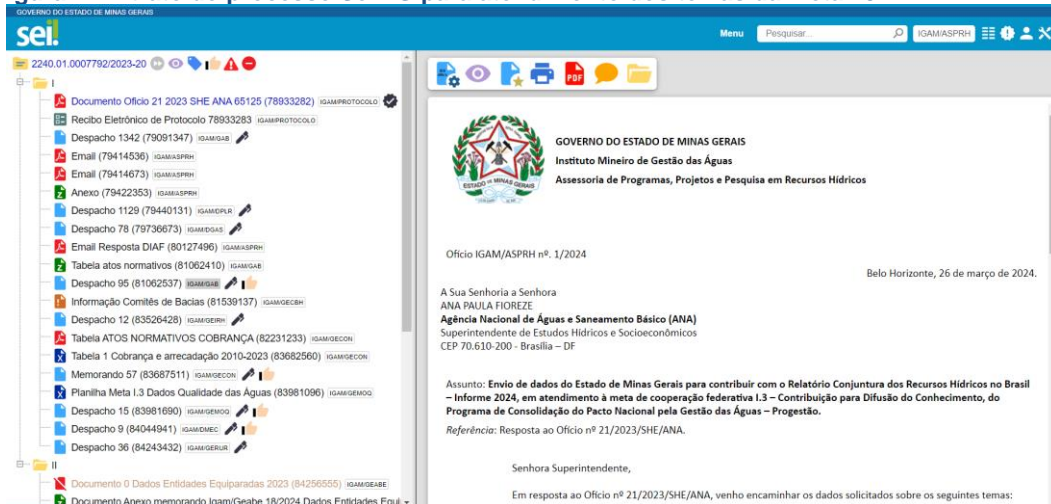 GOVERNO DO ESTADO DE MINAS GERAIS
sei!
Menu
Pesquisar...
IGAM/ASPRH
2240.01.0007792/2023-20
I
Documento Oficio 21 2023 SHE ANA 65125 (78933282) IGAM/PROTOCOLO
Recibo Eletrônico de Protocolo 78933283 IGAM/PROTOCOLO
Despacho 1342 (79091347) IGAM/GAB
Email (79414536) IGAM/ASPRH
Email (79414673) IGAM/ASPRH
Anexo (79422353) IGAM/ASPRH
Despacho 1129 (79440131) IGAM/DPLR
Despacho 78 (79736673) IGAM/DGAS
Email Resposta DIAF (80127496) IGAM/ASPRH
Tabela atos normativos (81062410) IGAM/GAB
Despacho 95 (81062537) IGAM/GAB
Informação Comitês de Bacias (81539137) IGAM/GECBH
Despacho 12 (83526428) IGAM/GEIRH
Tabela ATOS NORMATIVOS COBRANÇA (82231233) IGAM/GECON
Tabela 1 Cobrança e arrecadação 2010-2023 (83682560) IGAM/GECON
Memorando 57 (83687511) IGAM/GECON
Planilha Meta I.3 Dados Qualidade das Águas (83981096) IGAM/GEMOQ
Despacho 15 (83981690) IGAM/GEMOQ
Despacho 9 (84044941) IGAM/DMEC
Despacho 36 (84243432) IGAM/GERUR
II
Documento 0 Dados Entidades Equiparadas 2023 (84256555) IGAM/GEABE
Documento Anexo memorando Igam/Geabe 18/2024 Dados Entidades Equi
PDF
GOVERNO DO ESTADO DE MINAS GERAIS
Instituto Mineiro de Gestão das Águas
Assessoria de Programas, Projetos e Pesquisa em Recursos Hídricos
Ofício IGAM/ASPRH nº. 1/2024
Belo Horizonte, 26 de março de 2024.
A Sua Senhoria a Senhora
ANA PAULA FIOREZE
Agência Nacional de Águas e Saneamento Básico (ANA)
Superintendente de Estudos Hídricos e Socioeconômicos
CEP 70.610-200 - Brasília – DF
Assunto: Envio de dados do Estado de Minas Gerais para contribuir com o Relatório Conjuntura dos Recursos Hídricos no Brasil
– Informe 2024, em atendimento à meta de cooperação federativa I.3 – Contribuição para Difusão do Conhecimento, do
Programa de Consolidação do Pacto Nacional pela Gestão das Águas – Progestão.
Referência: Resposta ao Ofício nº 21/2023/SHE/ANA.
Senhora Superintendente,
Em resposta ao Ofício nº 21/2023/SHE/ANA, venho encaminhar os dados solicitados sobre os seguintes temas: